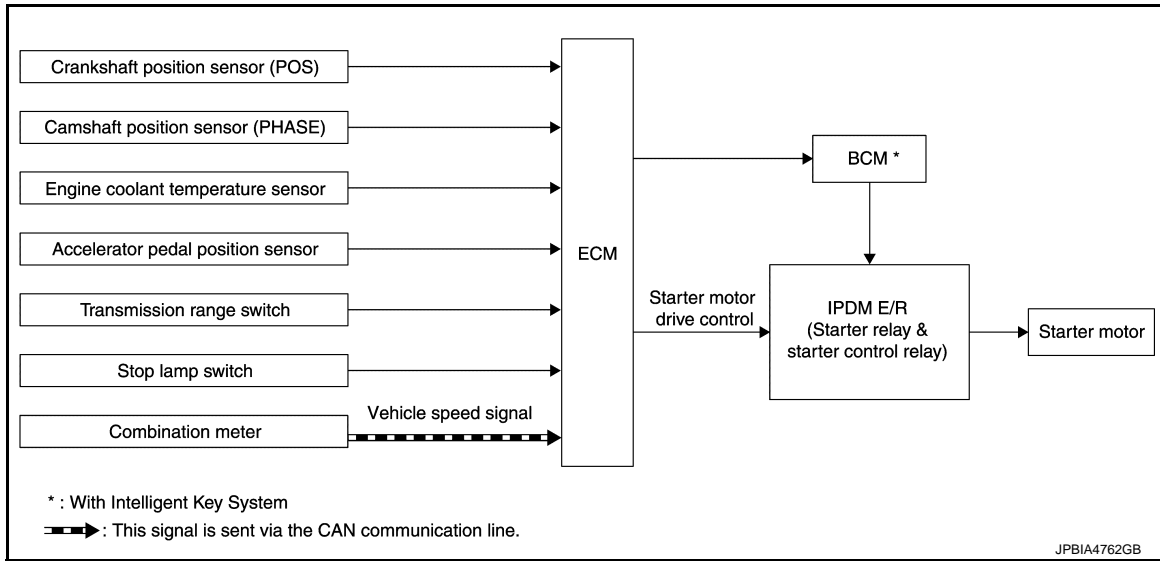 Crankshaft position sensor (POS)
Camshaft position sensor (PHASE)
Engine coolant temperature sensor
Accelerator pedal position sensor
Transmission range switch
Stop lamp switch
Combination meter
Vehicle speed signal
ECM
BCM *
Starter motor
drive control
IPDM E/R
(Starter relay &
starter control relay)
Starter motor
* : With Intelligent Key System
: This signal is sent via the CAN communication line.
JPBIA4762GB